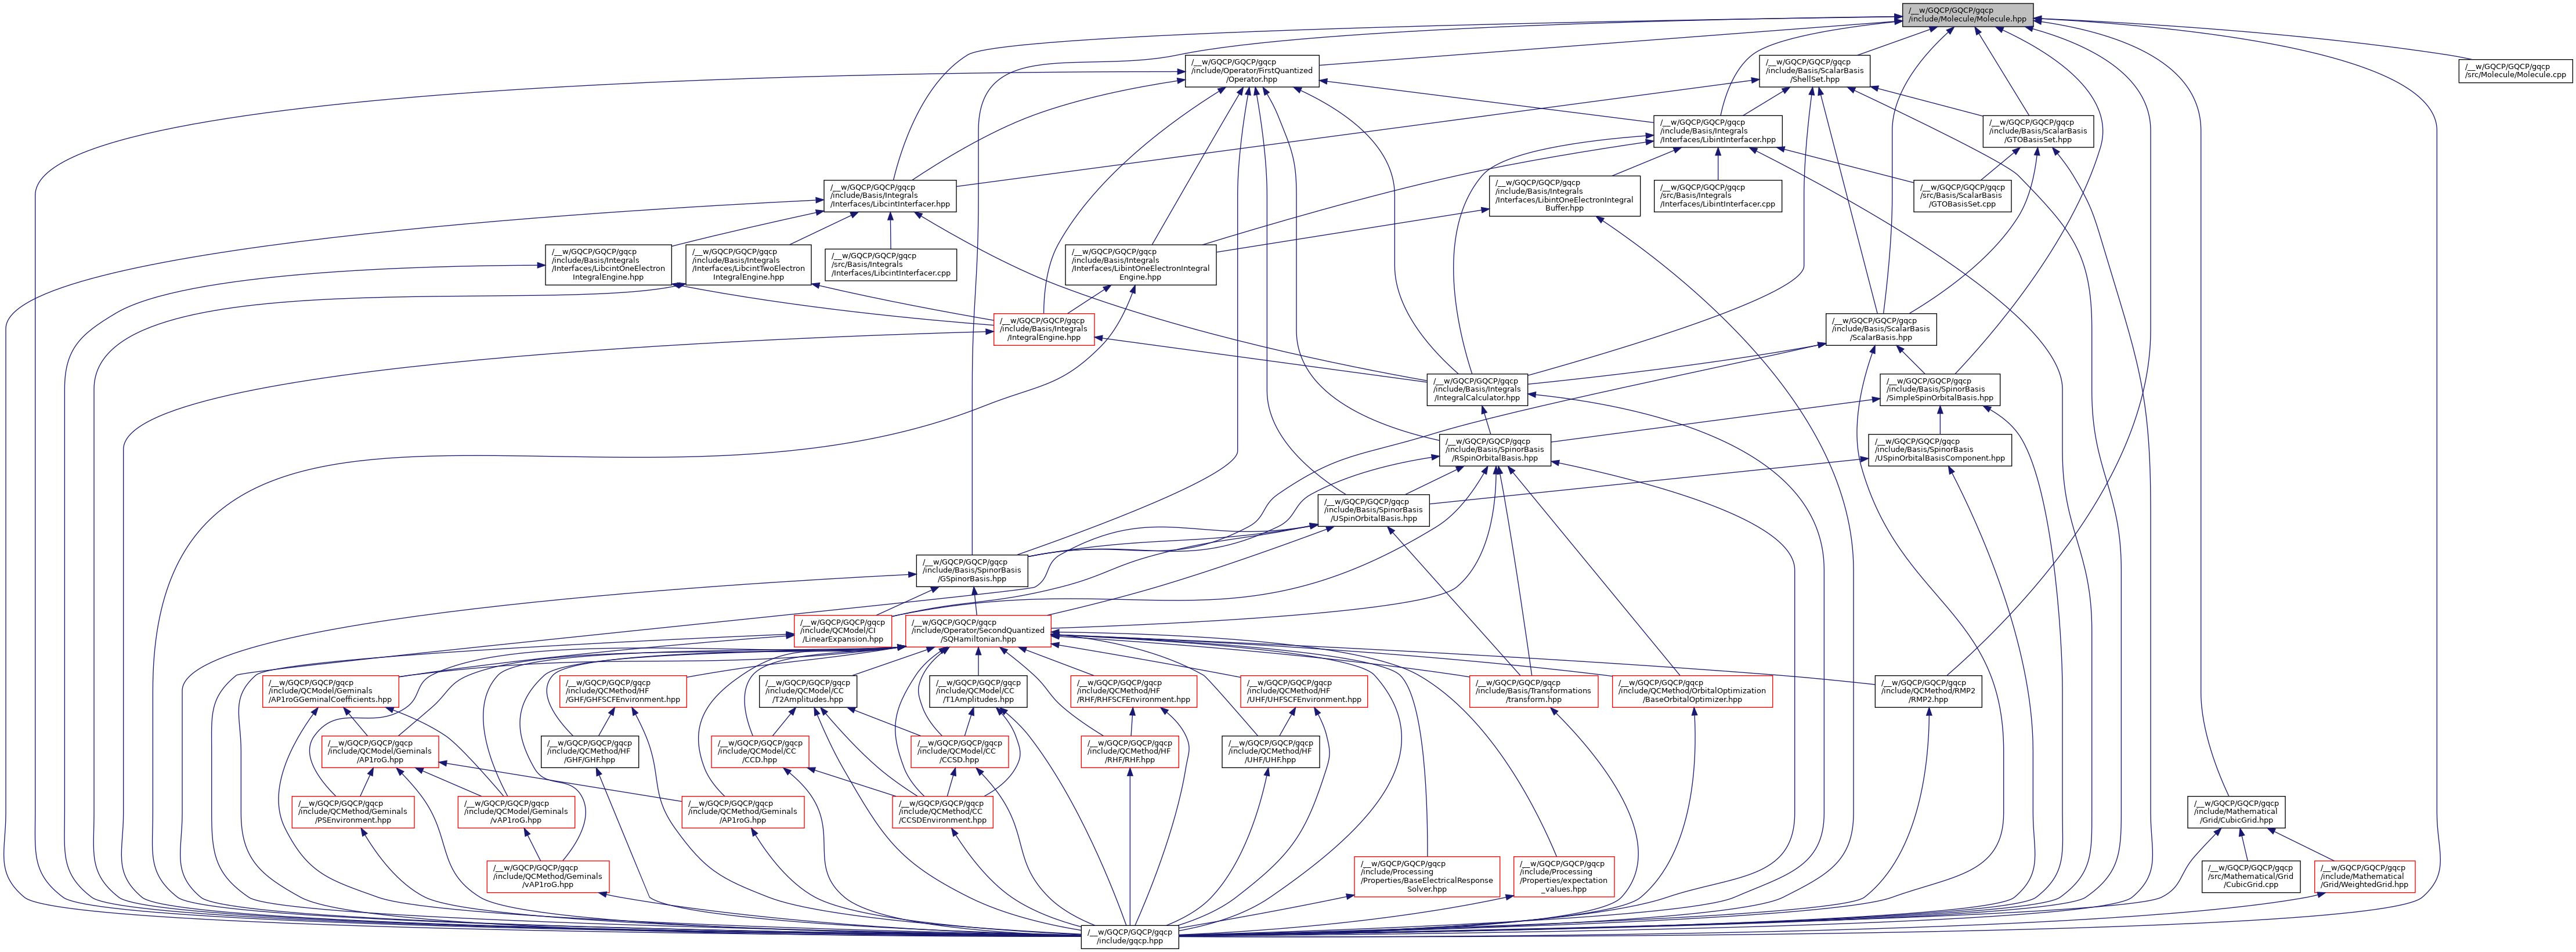 /__w/GQCP/GQCP/gqcp
/include/Molecule/Molecule.hpp
/__w/GQCP/GQCP/gqcp
/include/Operator/FirstQuantized
/Operator.hpp
/__w/GQCP/GQCP/gqcp
/include/Basis/ScalarBasis
/ShellSet.hpp
/__w/GQCP/GQCP/gqcp
/src/Molecule/Molecule.cpp
/__w/GQCP/GQCP/gqcp
/include/Basis/Integrals
/Interfaces/LibintInterfacer.hpp
/__w/GQCP/GQCP/gqcp
/include/Basis/ScalarBasis
/GTOBasisSet.hpp
/__w/GQCP/GQCP/gqcp
/include/Basis/Integrals
/Interfaces/LibcintInterfacer.hpp
/__w/GQCP/GQCP/gqcp
/include/Basis/Integrals
/Interfaces/LibintOneElectronIntegral
Buffer.hpp
/__w/GQCP/GQCP/gqcp
/src/Basis/Integrals
/Interfaces/LibintInterfacer.cpp
/__w/GQCP/GQCP/gqcp
/src/Basis/ScalarBasis
/GTOBasisSet.cpp
/__w/GQCP/GQCP/gqcp
/include/Basis/Integrals
/Interfaces/LibcintOneElectron
IntegralEngine.hpp
/__w/GQCP/GQCP/gqcp
/include/Basis/Integrals
/Interfaces/LibcintTwoElectron
IntegralEngine.hpp
/__w/GQCP/GQCP/gqcp
/src/Basis/Integrals
/Interfaces/LibcintInterfacer.cpp
/__w/GQCP/GQCP/gqcp
/include/Basis/Integrals
/Interfaces/LibintOneElectronIntegral
Engine.hpp
/__w/GQCP/GQCP/gqcp
/include/Basis/Integrals
/IntegralEngine.hpp
/__w/GQCP/GQCP/gqcp
/include/Basis/ScalarBasis
/ScalarBasis.hpp
/__w/GQCP/GQCP/gqcp
/include/Basis/Integrals
/IntegralCalculator.hpp
/__w/GQCP/GQCP/gqcp
/include/Basis/SpinorBasis
/SimpleSpinOrbitalBasis.hpp
/__w/GQCP/GQCP/gqcp
/include/Basis/SpinorBasis
/RSpinOrbitalBasis.hpp
/__w/GQCP/GQCP/gqcp
/include/Basis/SpinorBasis
/USpinOrbitalBasisComponent.hpp
/__w/GQCP/GQCP/gqcp
/include/Basis/SpinorBasis
/USpinOrbitalBasis.hpp
/__w/GQCP/GQCP/gqcp
/include/Basis/SpinorBasis
/GSpinorBasis.hpp
/__w/GQCP/GQCP/gqcp
/include/QCModel/CI
/LinearExpansion.hpp
/__w/GQCP/GQCP/gqcp
/include/Operator/SecondQuantized
/SQHamiltonian.hpp
/__w/GQCP/GQCP/gqcp
/include/QCModel/Geminals
/AP1roGGeminalCoefficients.hpp
/__w/GQCP/GQCP/gqcp
/include/QCMethod/HF
/GHF/GHFSCFEnvironment.hpp
/__w/GQCP/GQCP/gqcp
/include/QCModel/CC
/T2Amplitudes.hpp
/__w/GQCP/GQCP/gqcp
/include/QCModel/CC
/T1Amplitudes.hpp
/__w/GQCP/GQCP/gqcp
/include/QCMethod/HF
/RHF/RHFSCFEnvironment.hpp
/__w/GQCP/GQCP/gqcp
/include/QCMethod/HF
/UHF/UHFSCFEnvironment.hpp
/__w/GQCP/GQCP/gqcp
/include/Basis/Transformations
/transform.hpp
/__w/GQCP/GQCP/gqcp
/include/QCMethod/OrbitalOptimization
/BaseOrbitalOptimizer.hpp
/__w/GQCP/GQCP/gqcp
/include/QCMethod/RMP2
/RMP2.hpp
/__w/GQCP/GQCP/gqcp
/include/QCModel/Geminals
/AP1roG.hpp
/__w/GQCP/GQCP/gqcp
/include/QCMethod/HF
/GHF/GHF.hpp
/__w/GQCP/GQCP/gqcp
/include/QCModel/CC
/CCD.hpp
/__w/GQCP/GQCP/gqcp
/include/QCModel/CC
/CCSD.hpp
/__w/GQCP/GQCP/gqcp
/include/QCMethod/HF
/RHF/RHF.hpp
/__w/GQCP/GQCP/gqcp
/include/QCMethod/HF
/UHF/UHF.hpp
/__w/GQCP/GQCP/gqcp
/include/QCMethod/Geminals
/PSEnvironment.hpp
/__w/GQCP/GQCP/gqcp
/include/QCModel/Geminals
/vAP1roG.hpp
/__w/GQCP/GQCP/gqcp
/include/QCMethod/Geminals
/AP1roG.hpp
/__w/GQCP/GQCP/gqcp
/include/QCMethod/CC
/CCSDEnvironment.hpp
/__w/GQCP/GQCP/gqcp
/include/Mathematical
/Grid/CubicGrid.hpp
/__w/GQCP/GQCP/gqcp
/include/QCMethod/Geminals
/vAP1roG.hpp
/__w/GQCP/GQCP/gqcp
/include/Processing
/Properties/BaseElectricalResponse
Solver.hpp
/__w/GQCP/GQCP/gqcp
/include/Processing
/Properties/expectation
_values.hpp
/__w/GQCP/GQCP/gqcp
/src/Mathematical/Grid
/CubicGrid.cpp
/__w/GQCP/GQCP/gqcp
/include/Mathematical
/Grid/WeightedGrid.hpp
/__w/GQCP/GQCP/gqcp
/include/gqcp.hpp